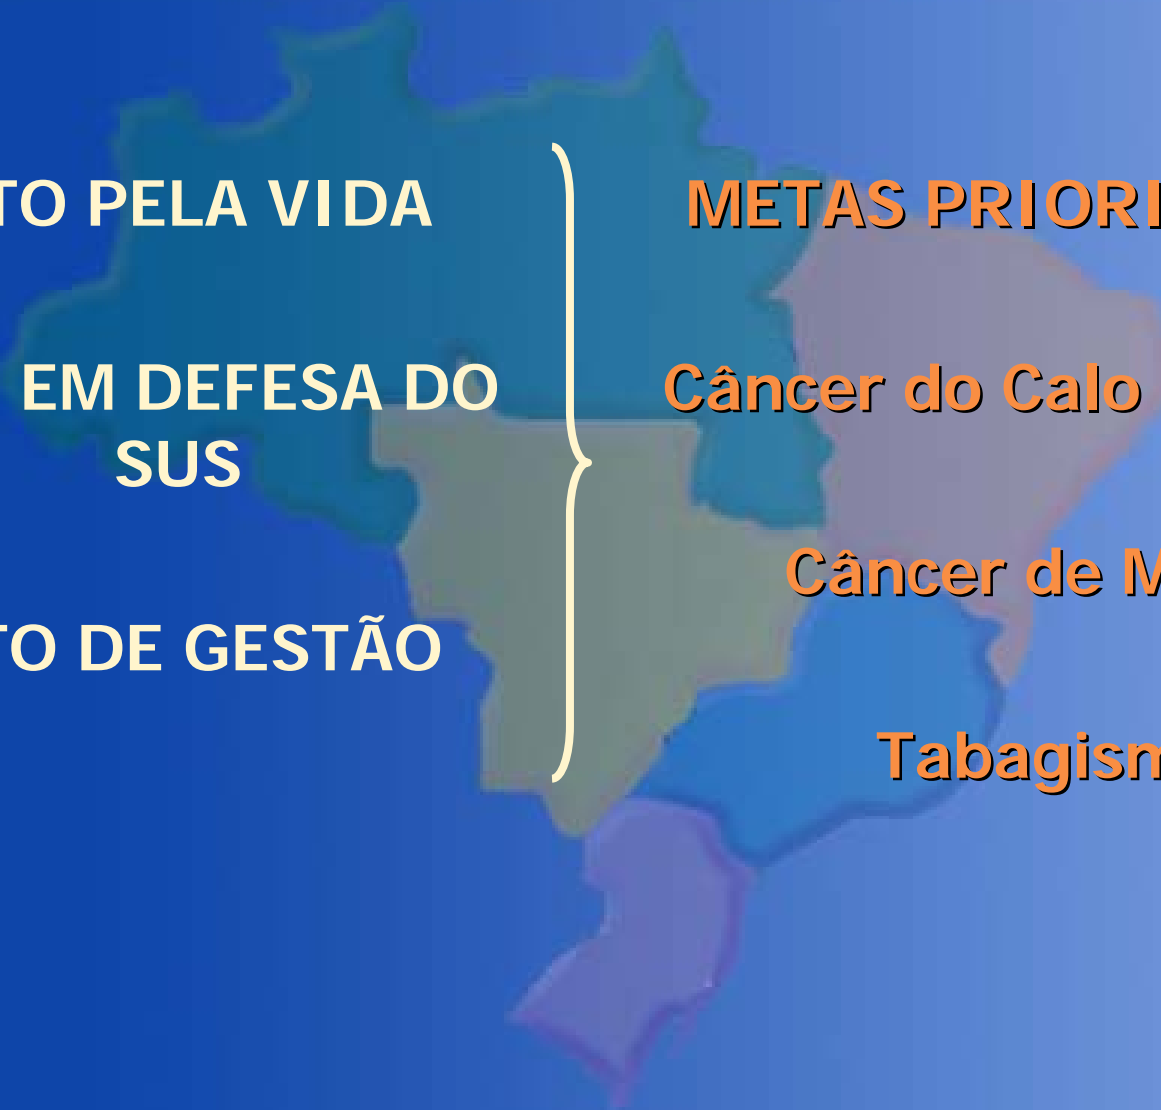 TO PELA VIDA
EM DEFESA DO
SUS
TO DE GESTÃO
METAS PRIORI
Câncer do Calo
Câncer de M
Tabagism